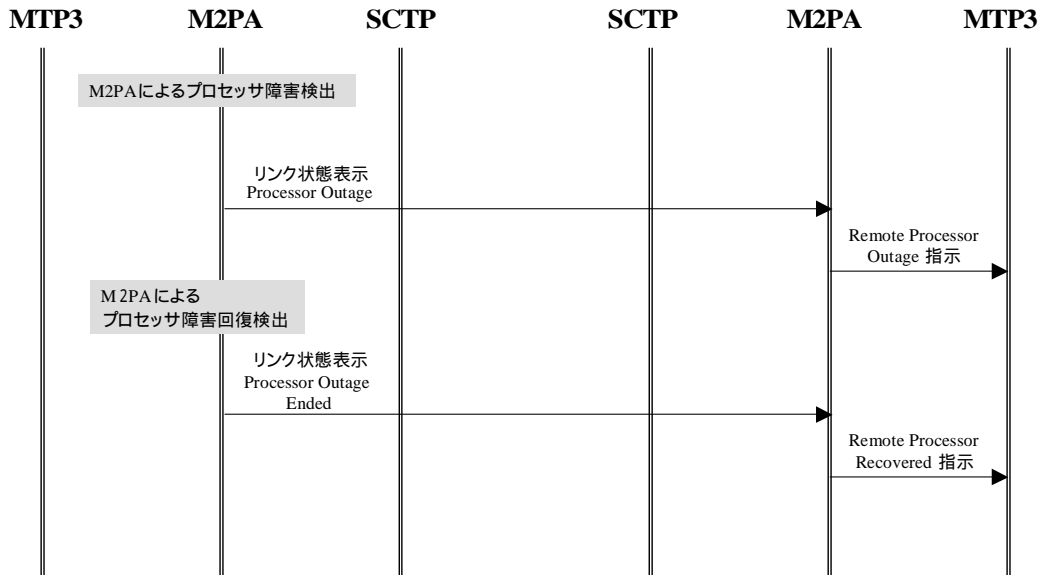 MTP3 M2PA SCTP SCTP M2PA MTP3
M2PAによるプロセッサ障害検出
リンク状態表示
Processor Outage
Remote Processor
Outage 指示
M2PAによる
プロセッサ障害回復検出
リンク状態表示
Processor Outage
Ended
Remote Processor
Recovered 指示